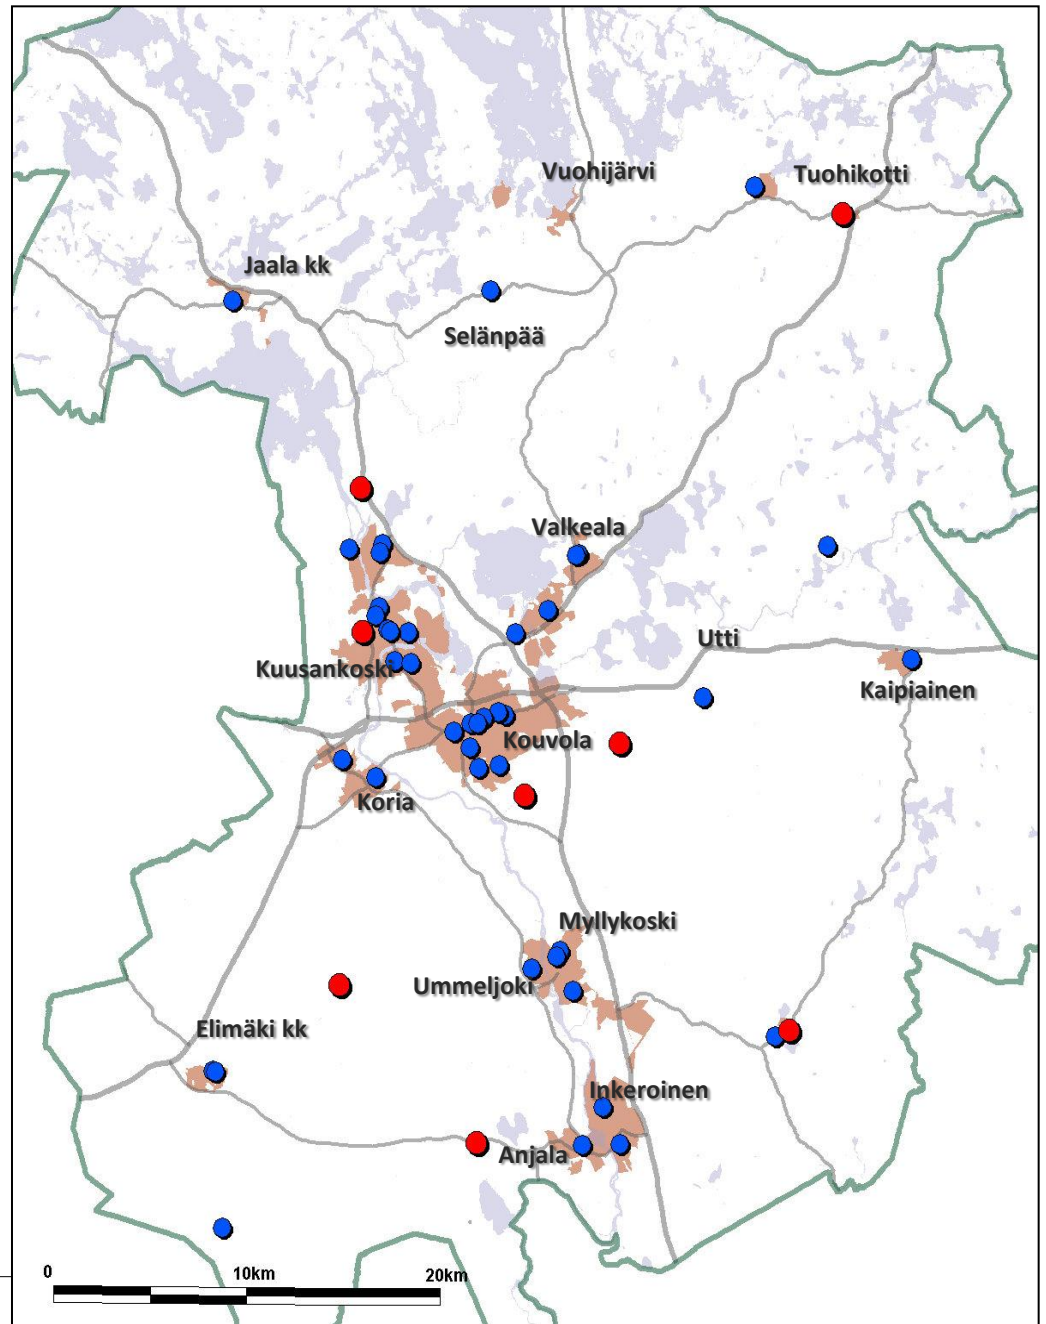 Vuohijärvi
Tuohikotti
Jaala kk
Selänpää
Valkeala
Utti
Kuusankoski
Kaipiainen
Kouvola
Koria
Myllykoski
Ummeljoki
Elimäki kk
Inkeroinen
Anjala
0 10km 20km